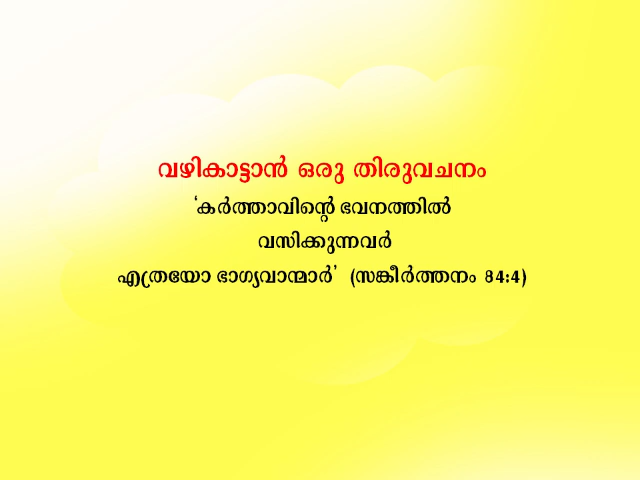 വഴികാട്ടാൻ ഒരു തിരുവചനം
‘കർത്താവിന്റെ ഭവനത്തിൽ
വസിക്കുന്നവർ
എത്രയോ ഭാഗ്യവാന്മാർ’ (സങ്കീർത്തനം 84:4)